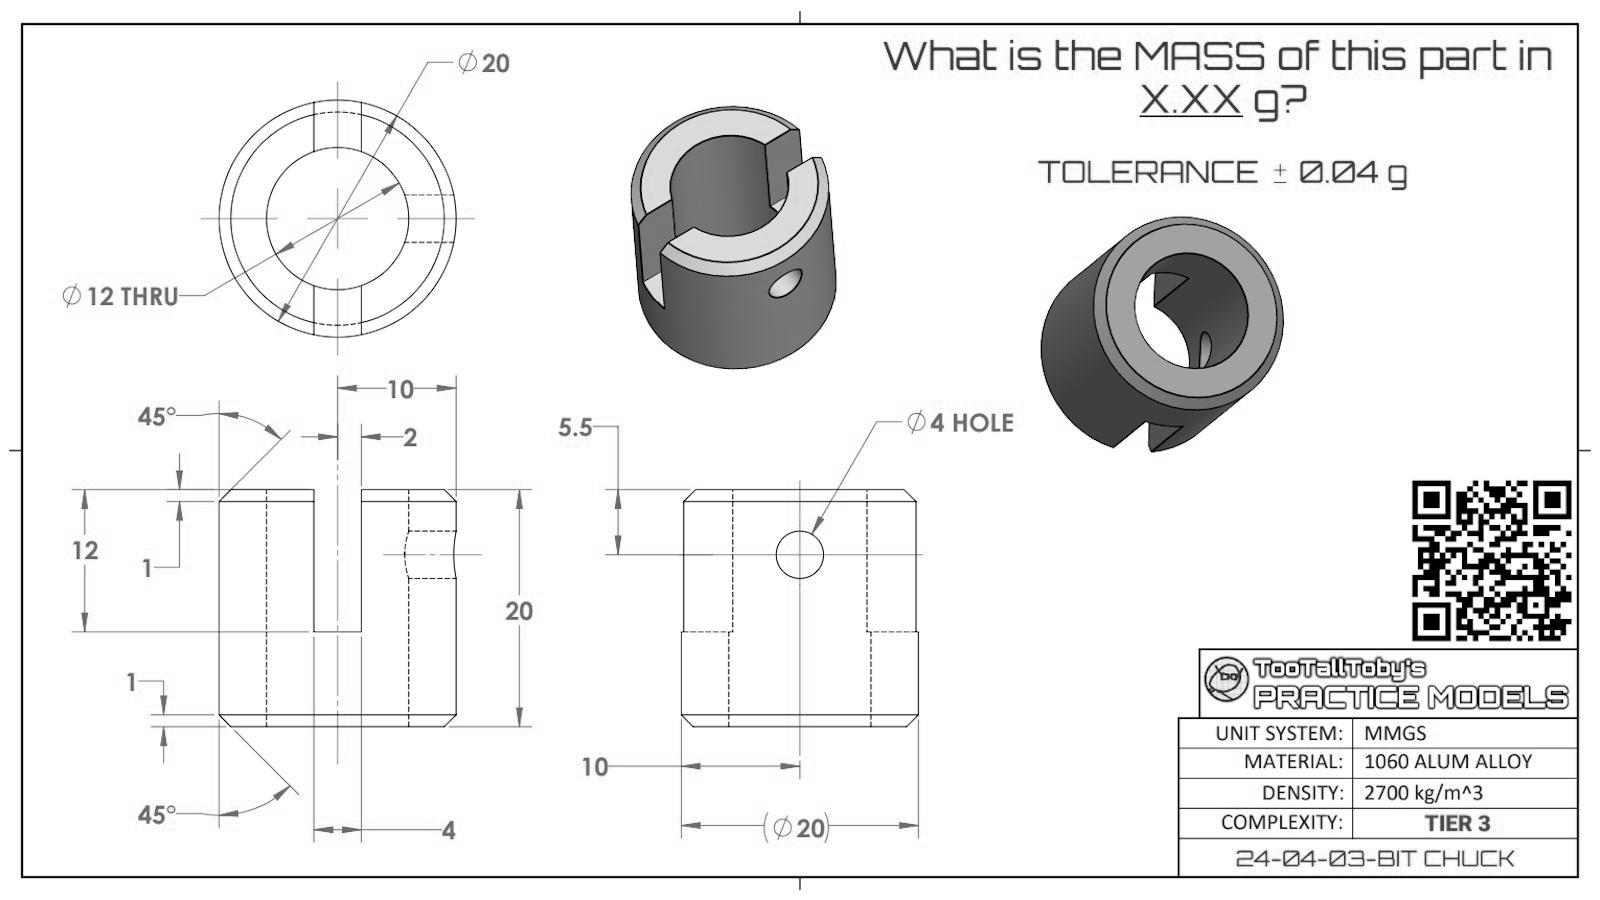 What is the MASS of this part in
X.XX g?
TOLERANCE ± 0.04 g
∅20
∅12 THRU
10
45°
2
12
1
20
1
45°
4
5.5
∅4 HOLE
10
(∅20)
TooTallToby's
PRACTICE MODELS
UNIT SYSTEM: MMGS
MATERIAL: 1060 ALUM ALLOY
DENSITY: 2700 kg/m^3
COMPLEXITY: TIER 3
24-04-03-BIT CHUCK